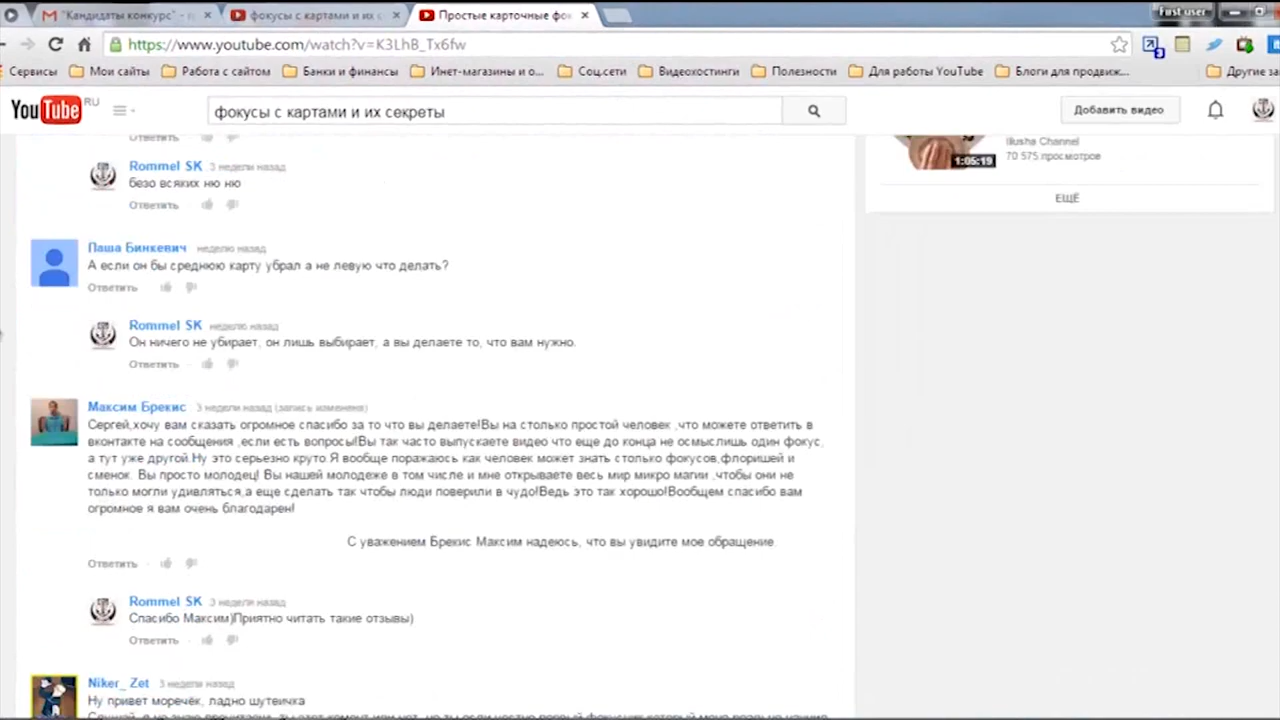 "Кандидаты конкурс" -
фокусы с картами и их с
Простые карточные фо
First user
https://www.youtube.com/watch?v=K3LhB_Tx6fw
Сервисы Мои сайты Работа с сайтом Банки и финансы Инет-магазины и о... Соц.сети Видеохостинги Полезности Для работы YouTube Блоги для продвиж... Другие за
YouTube RU
фокусы с картами и их секреты
Добавить видео
Ответить
Illusha Channel
70 575 просмотров
1:05:19
ЕЩЁ
Rommel SK 3 недели назад
безо всяких ню ню
Ответить
Паша Бинкевич неделю назад
А если он бы среднюю карту убрал а не левую что делать?
Ответить
Rommel SK неделю назад
Он ничего не убирает, он лишь выбирает, а вы делаете то, что вам нужно.
Ответить
Максим Брекис 3 недели назад (запись изменена)
Сергей,хочу вам сказать огромное спасибо за то что вы делаете!Вы на столько простой человек ,что можете ответить в
вконтакте на сообщения ,если есть вопросы!Вы так часто выпускаете видео что еще до конца не осмыслишь один фокус,
а тут уже другой.Ну это серьезно круто.Я вообще поражаюсь как человек может знать столько фокусов,флоришей и
сменок. Вы просто молодец! Вы нашей молодеже в том числе и мне открываете весь мир микро магии ,чтобы они не
только могли удивляться,а еще сделать так чтобы люди поверили в чудо!Ведь это так хорошо!Вообщем спасибо вам
огромное я вам очень благодарен!
С уважением Брекис Максим надеюсь, что вы увидите мое обращение.
Ответить
Rommel SK 3 недели назад
Спасибо Максим)Приятно читать такие отзывы)
Ответить
Niker_ Zet 3 недели назад
Ну привет моречёк, ладно шутеичка